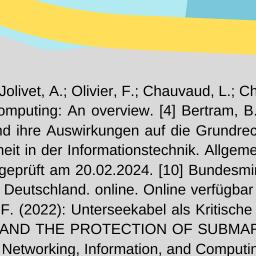 Jolivet, A.; Olivier, F.; Chauvaud, L.; Ch
omputing: An overview. [4] Bertram, B.
nd ihre Auswirkungen auf die Grundrec
heit in der Informationstechnik. Allgeme
geprüft am 20.02.2024. [10] Bundesmin
Deutschland. online. Online verfügbar
F. (2022): Unterseekabel als Kritische
AND THE PROTECTION OF SUBMAR
Networking, Information, and Computin